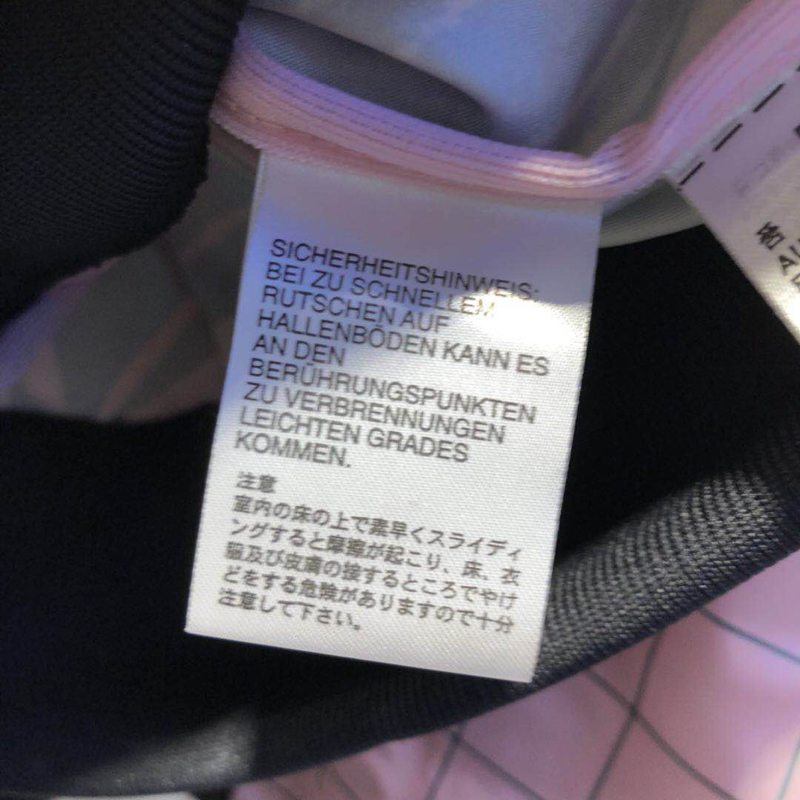 SICHERHEITSHINWEIS:
BEI ZU SCHNELLEM
RUTSCHEN AUF
HALLENBÖDEN KANN ES
AN DEN
BERÜHRUNGSPUNKTEN
ZU VERBRENNUNGEN
LEICHTEN GRADES
KOMMEN.
注意
室内の床の上で素早くスライディ
ングすると摩擦が起こり、床、衣
服及び皮膚の接するところでやけ
どをする危険がありますので十分
注意して下さい。